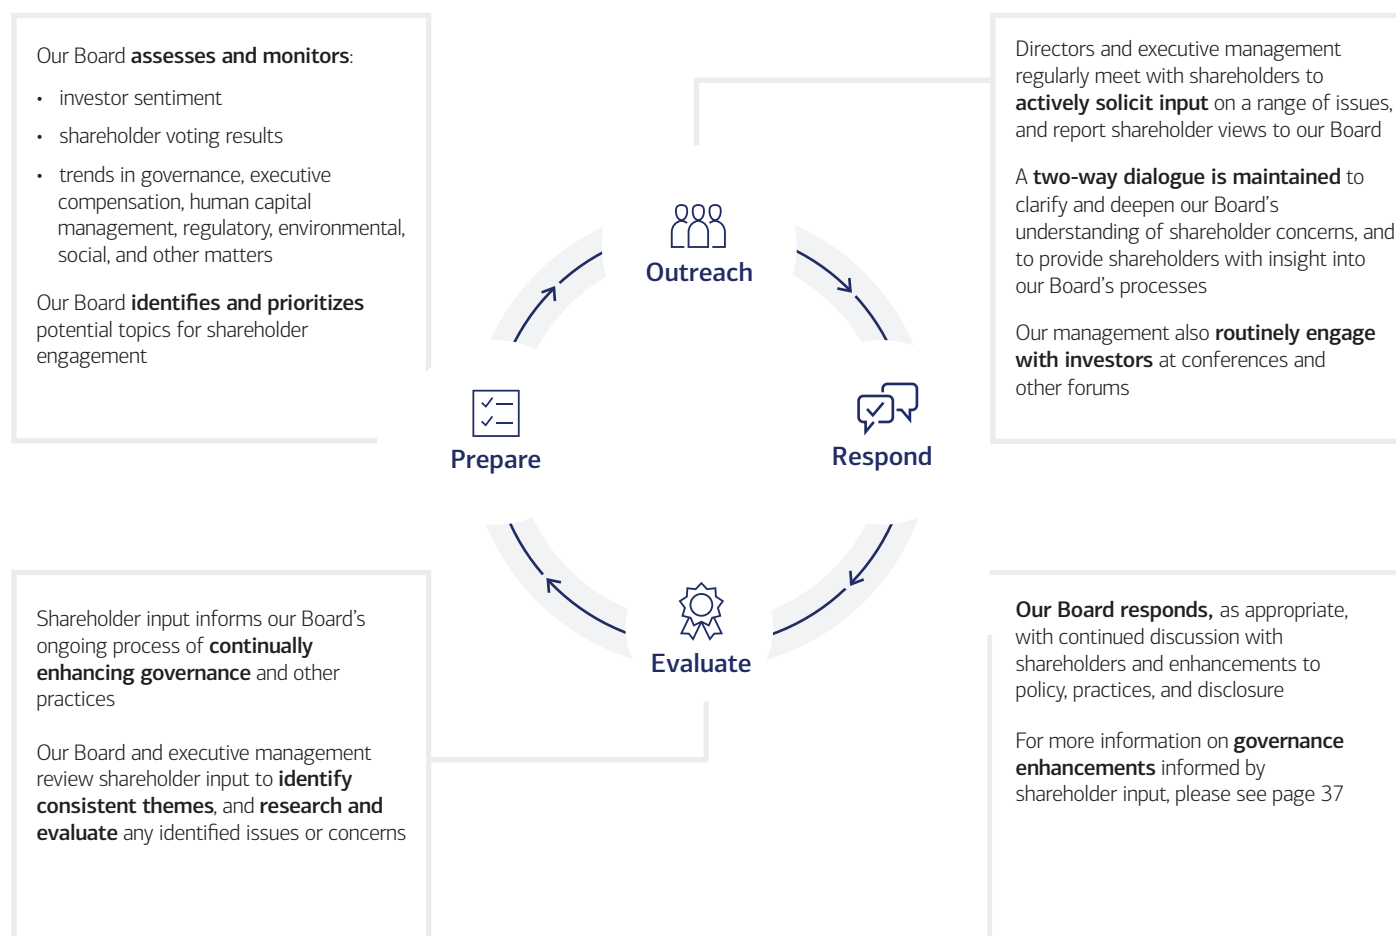 Our Board assesses and monitors:
• investor sentiment
• shareholder voting results
• trends in governance, executive
compensation, human capital
management, regulatory, environmental,
social, and other matters
Our Board identifies and prioritizes
potential topics for shareholder
engagement
Directors and executive management
regularly meet with shareholders to
actively solicit input on a range of issues,
and report shareholder views to our Board
A two-way dialogue is maintained to
clarify and deepen our Board's
understanding of shareholder concerns, and
to provide shareholders with insight into
our Board's processes
Our management also routinely engage
with investors at conferences and
other forums
Outreach
Prepare
Respond
Evaluate
Shareholder input informs our Board's
ongoing process of continually
enhancing governance and other
practices
Our Board and executive management
review shareholder input to identify
consistent themes, and research and
evaluate any identified issues or concerns
Our Board responds, as appropriate,
with continued discussion with
shareholders and enhancements to
policy, practices, and disclosure
For more information on governance
enhancements informed by
shareholder input, please see page 37